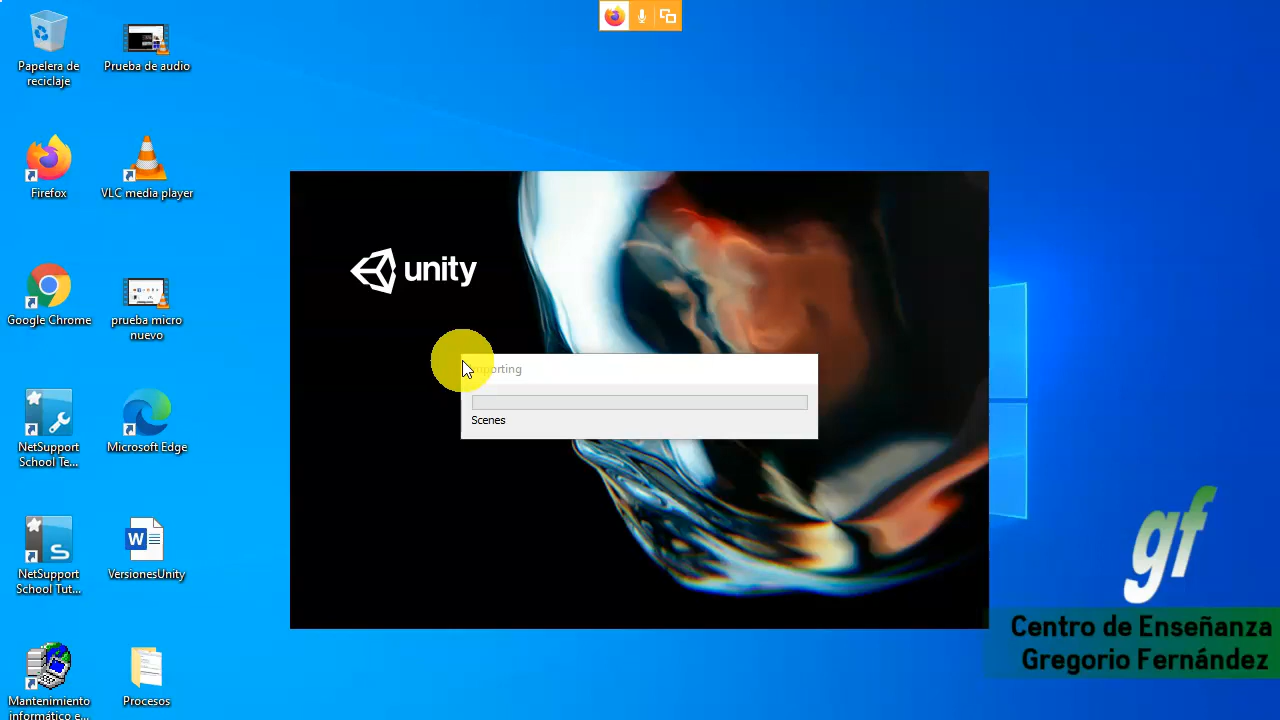 Papelera de
reciclaje
Prueba de audio
Firefox
VLC media player
Google Chrome
prueba micro
nuevo
NetSupport
School Te...
Microsoft Edge
NetSupport
School Tut...
VersionesUnity
Mantenimiento
informático e...
Procesos
unity
Importing
Scenes
gf
Centro de Enseñanza
Gregorio Fernández